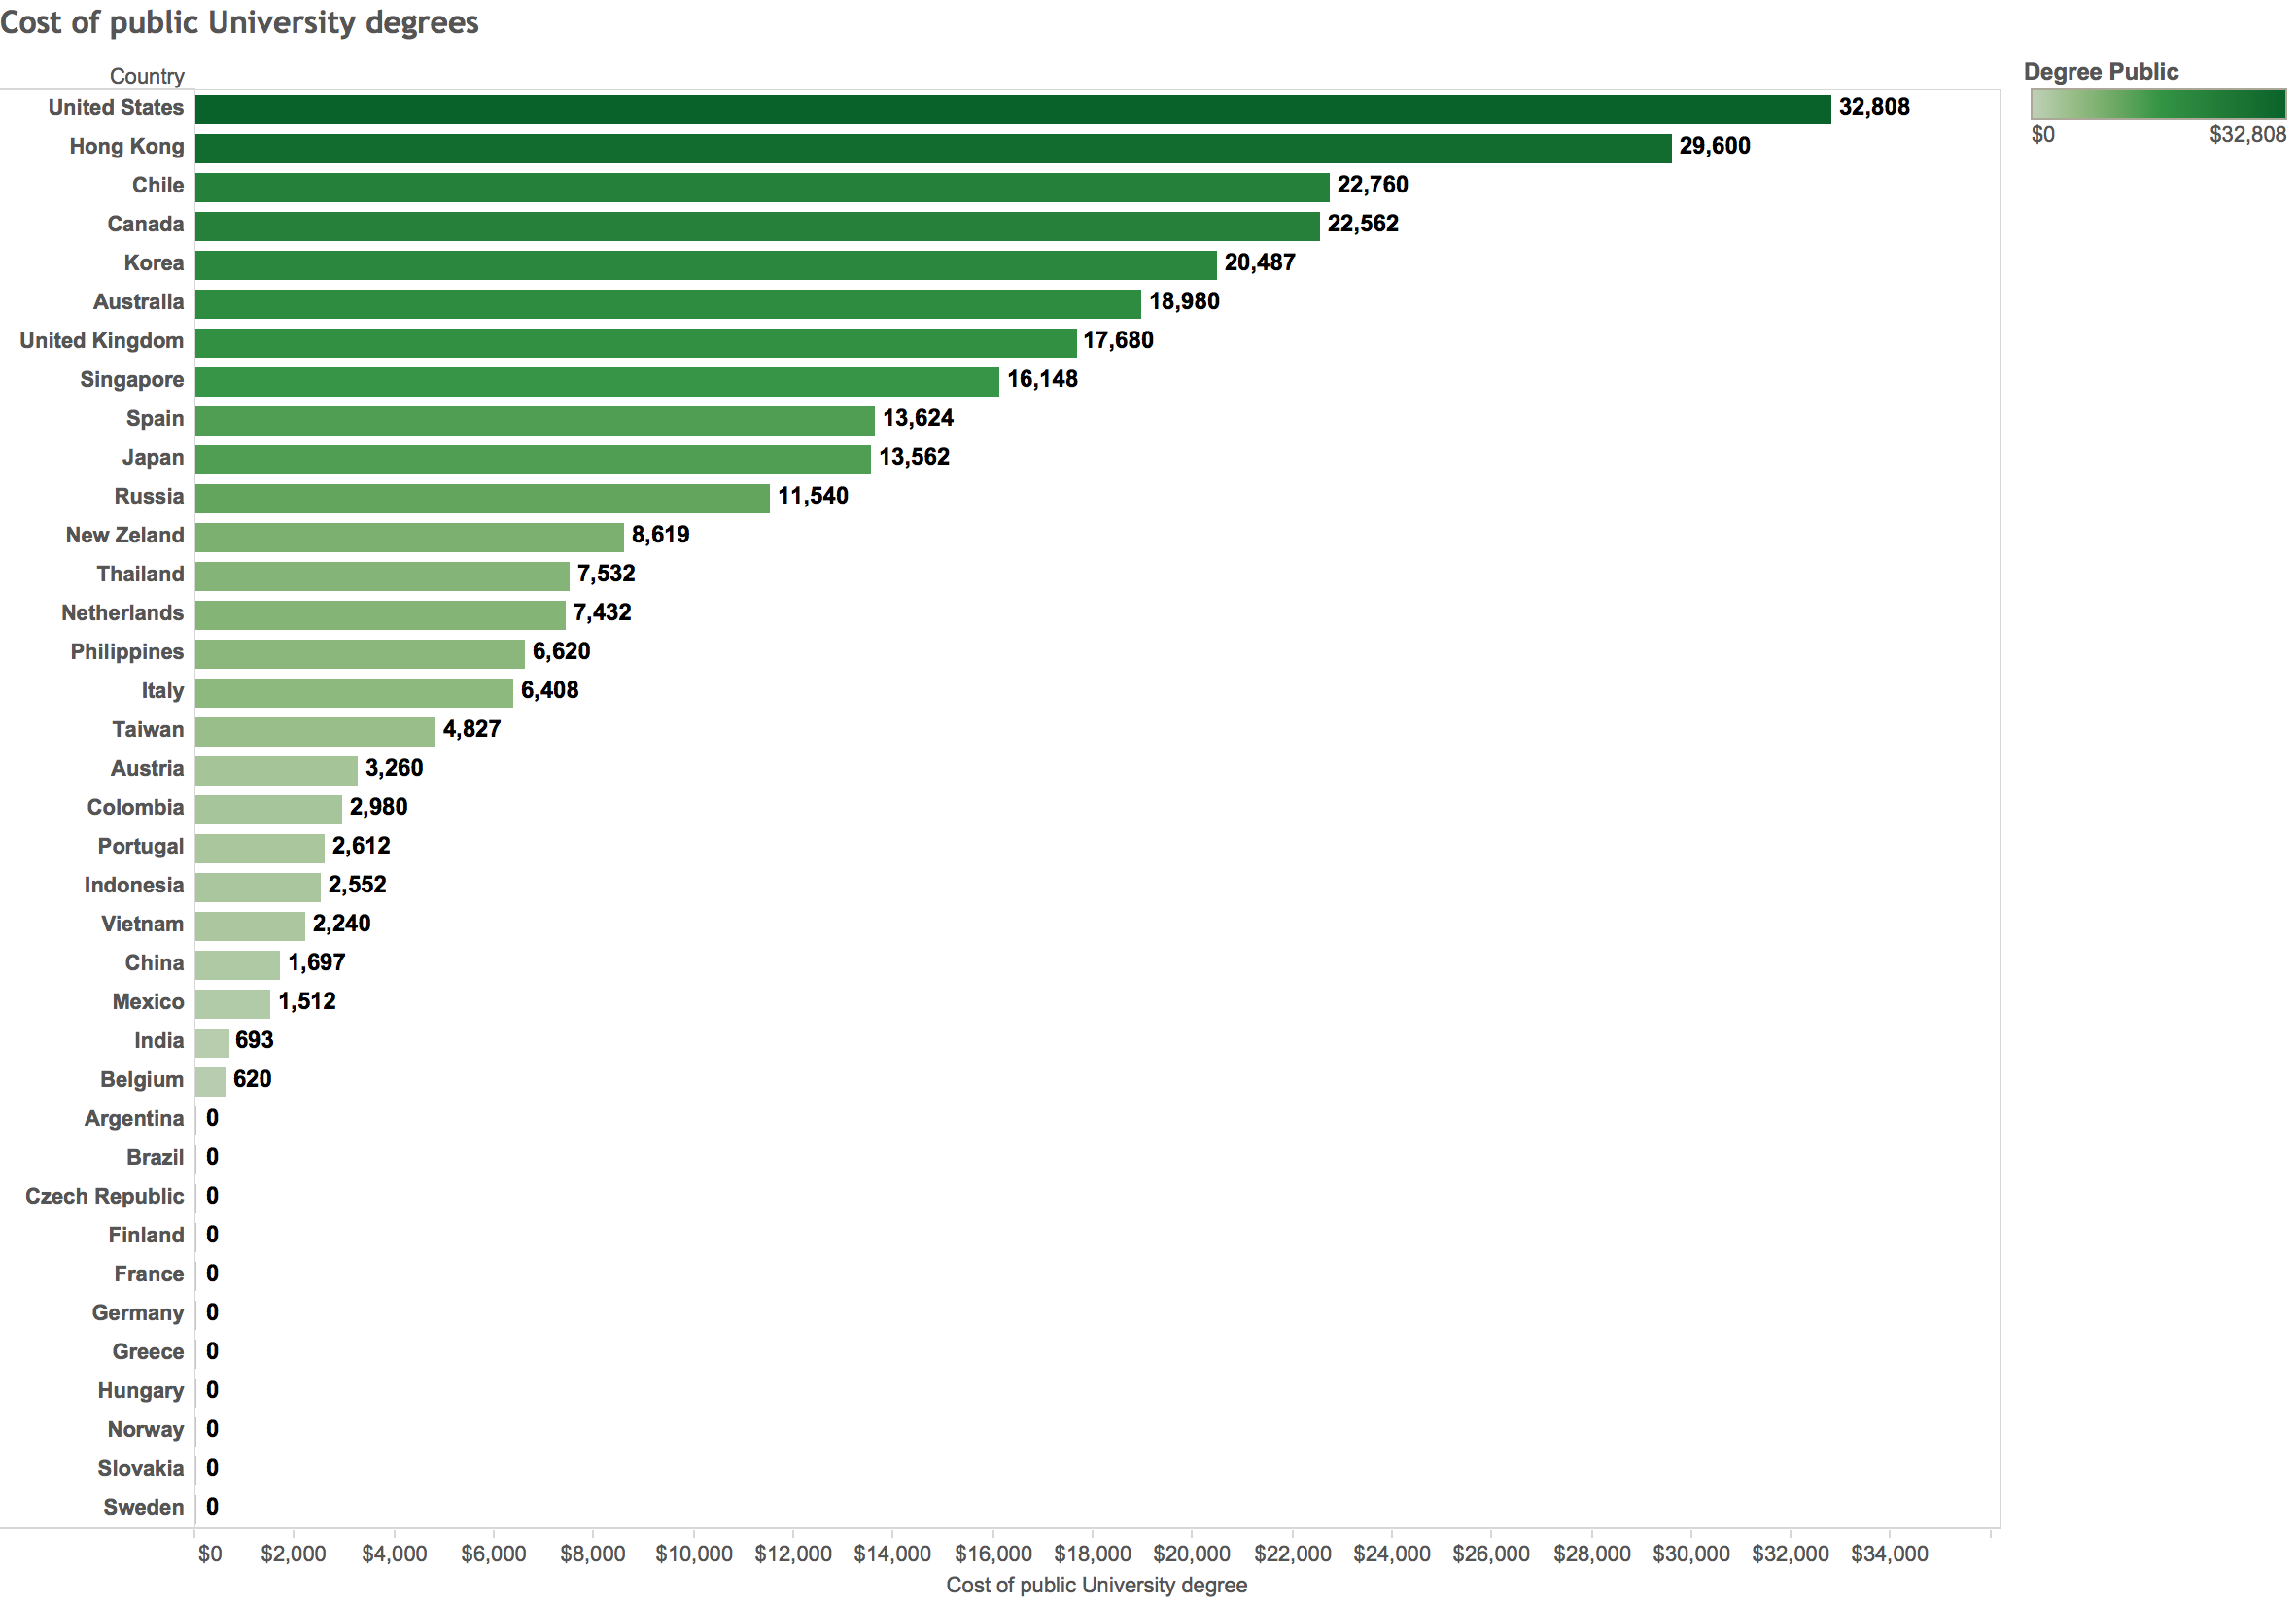 Cost of public University degrees
Country
Degree Public
$0 $32,808
United States 32,808
Hong Kong 29,600
Chile 22,760
Canada 22,562
Korea 20,487
Australia 18,980
United Kingdom 17,680
Singapore 16,148
Spain 13,624
Japan 13,562
Russia 11,540
New Zeland 8,619
Thailand 7,532
Netherlands 7,432
Philippines 6,620
Italy 6,408
Taiwan 4,827
Austria 3,260
Colombia 2,980
Portugal 2,612
Indonesia 2,552
Vietnam 2,240
China 1,697
Mexico 1,512
India 693
Belgium 620
Argentina 0
Brazil 0
Czech Republic 0
Finland 0
France 0
Germany 0
Greece 0
Hungary 0
Norway 0
Slovakia 0
Sweden 0
$0 $2,000 $4,000 $6,000 $8,000 $10,000 $12,000 $14,000 $16,000 $18,000 $20,000 $22,000 $24,000 $26,000 $28,000 $30,000 $32,000 $34,000
Cost of public University degree